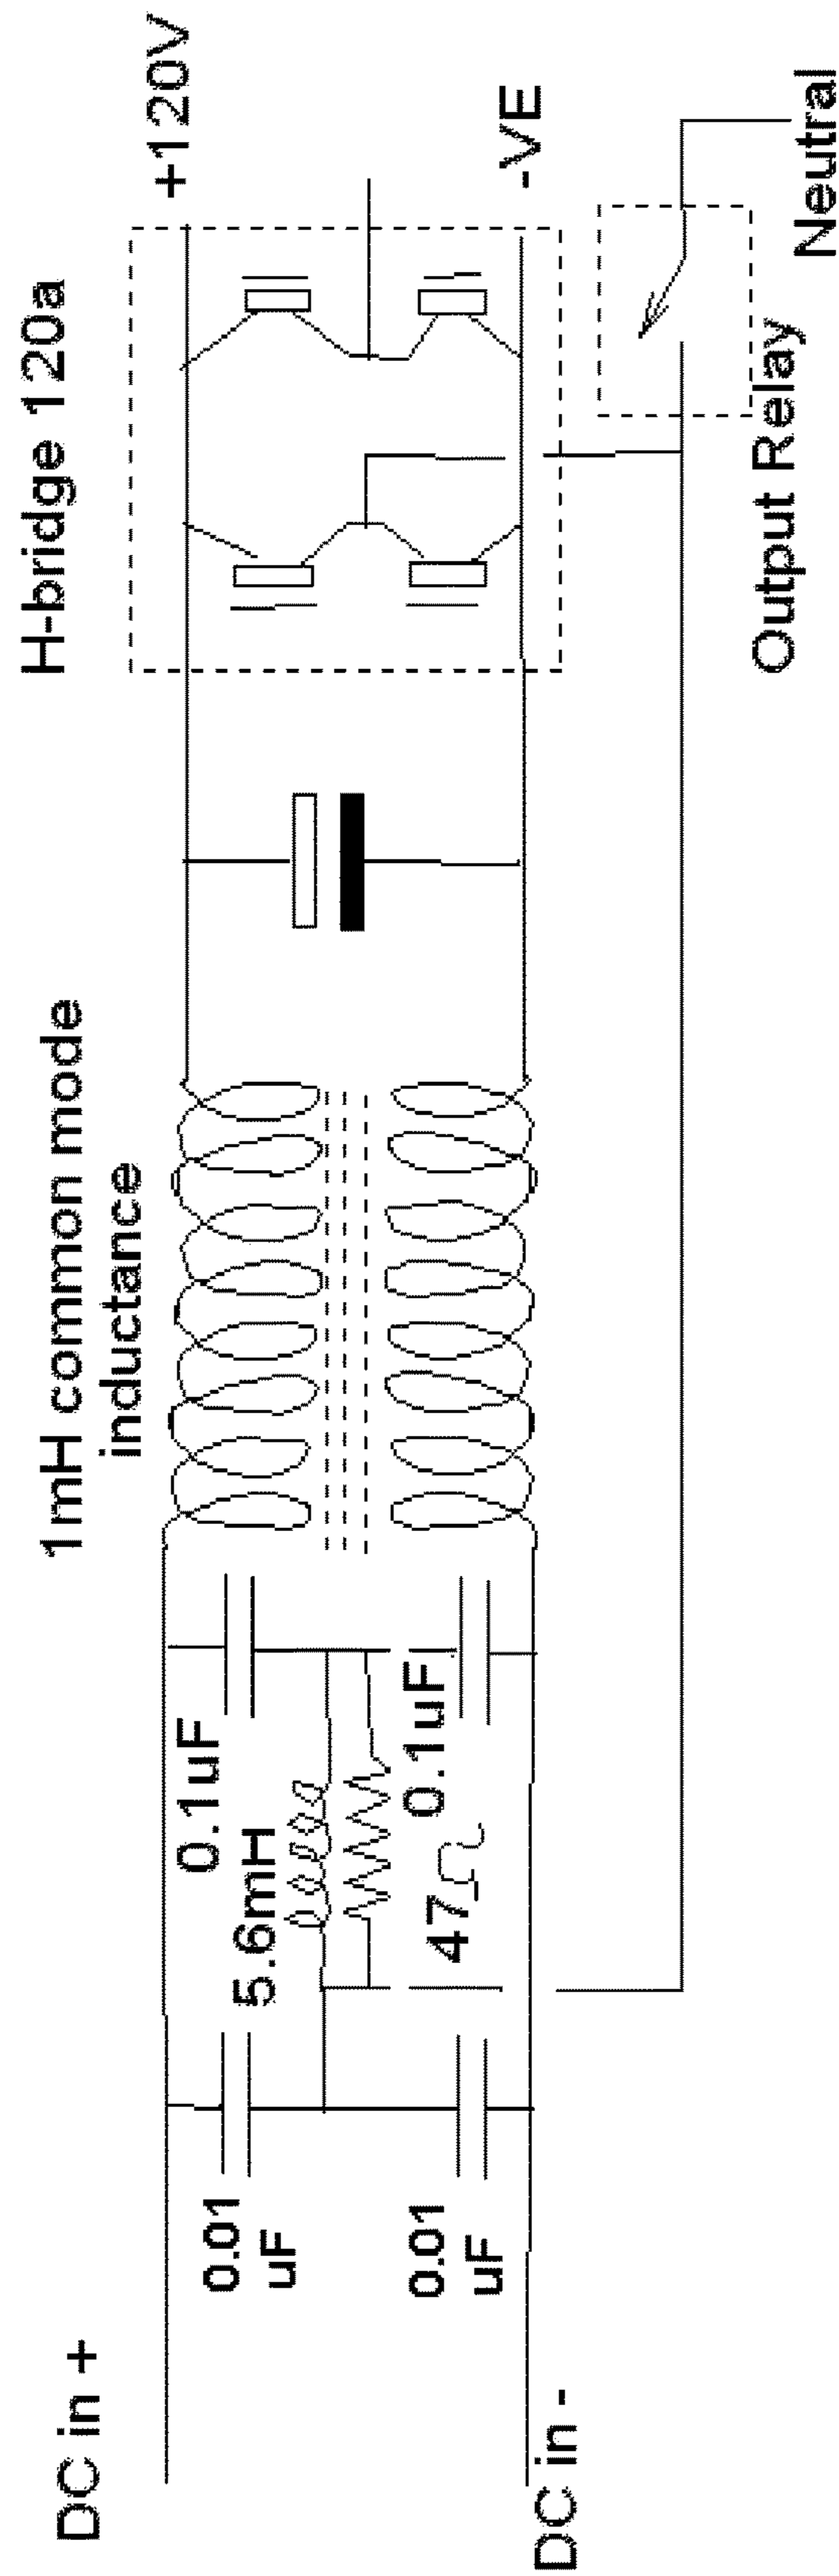 DC in +
DC in -
0.01
uF
0.01
uF
5.6mH
0.1uF
47Ω
0.1uF
1mH common mode
inductance
H-bridge 120a
+120V
-VE
Output Relay
Neutral